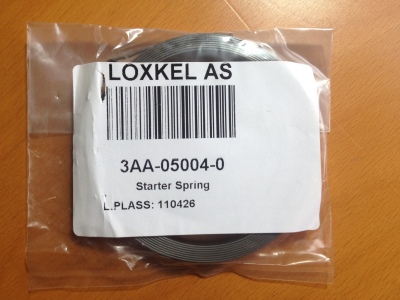 LOXKEL AS
3AA-05004-0
Starter Spring
L.PLASS: 110426